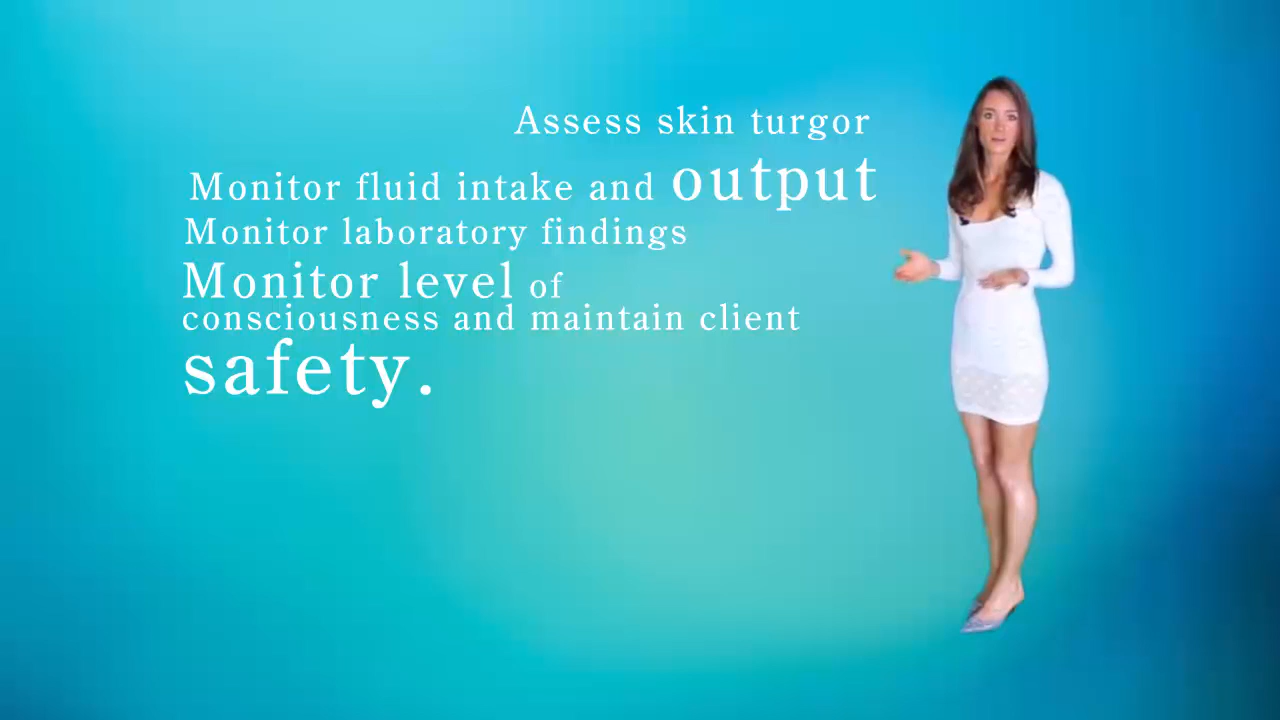 Assess skin turgor
Monitor fluid intake and output
Monitor laboratory findings
Monitor level of
consciousness and maintain client
safety.